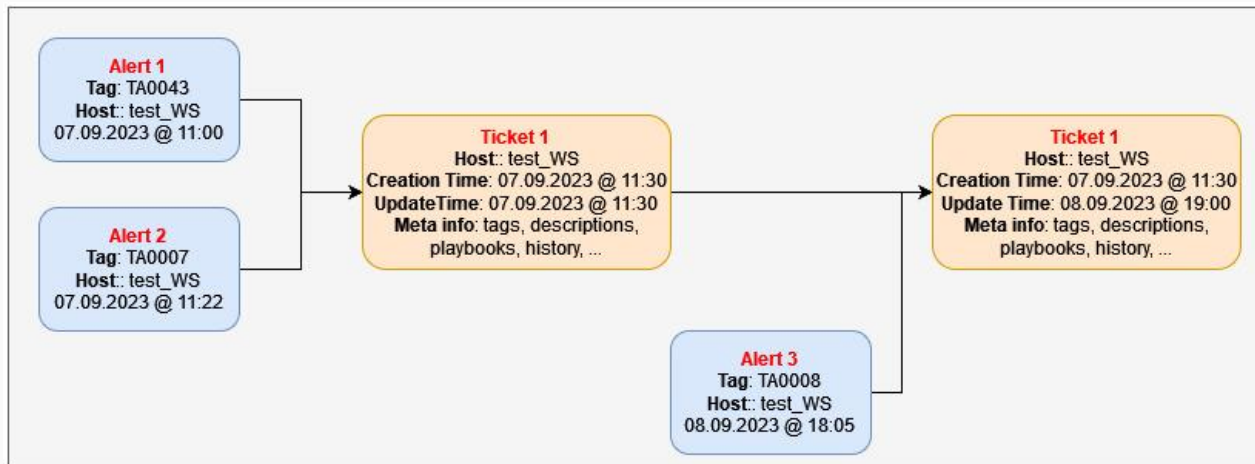 Alert 1
Tag: TA0043
Host:: test_WS
07.09.2023 @ 11:00
Alert 2
Tag: TA0007
Host:: test_WS
07.09.2023 @ 11:22
Ticket 1
Host:: test_WS
Creation Time: 07.09.2023 @ 11:30
UpdateTime: 07.09.2023 @ 11:30
Meta info: tags, descriptions,
playbooks, history, ...
Alert 3
Tag: TA0008
Host:: test_WS
08.09.2023 @ 18:05
Ticket 1
Host:: test_WS
Creation Time: 07.09.2023 @ 11:30
Update Time: 08.09.2023 @ 19:00
Meta info: tags, descriptions,
playbooks, history, ...